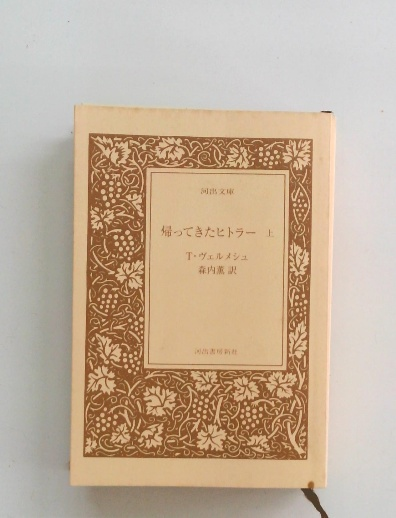 河出文庫
帰ってきたヒトラー 上
T・ヴェルメシュ
森内薫 訳
河出書房新社